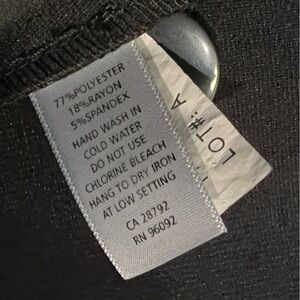 77%POLYESTER
18%RAYON
5%SPANDEX
HAND WASH IN
COLD WATER
DO NOT USE
CHLORINE BLEACH
HANG TO DRY IRON
AT LOW SETTING
CA 28792
RN 96092
LOT#: A